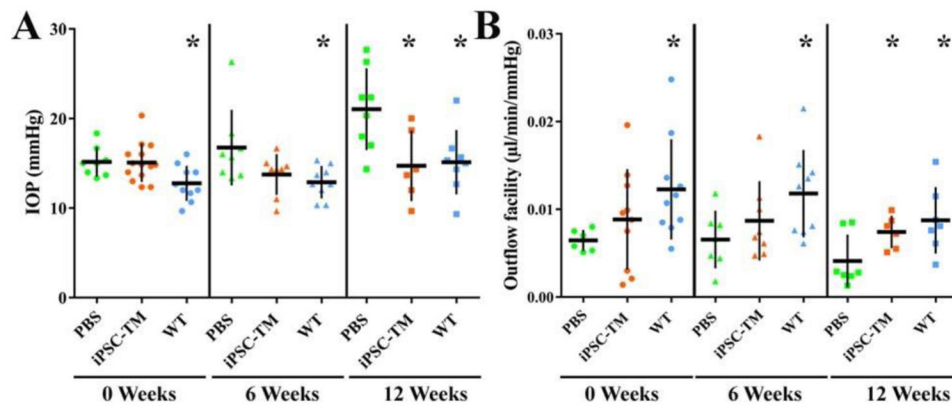 A
IOP (mmHg)
30
20
10
0
* * * *
PBS
iPSC-TM
WT
PBS
iPSC-TM
WT
PBS
iPSC-TM
WT
0 Weeks
6 Weeks
12 Weeks
B
Outflow facility (µl/min/mmHg)
0.03
0.02
0.01
0.00
* * * *
PBS
iPSC-TM
WT
PBS
iPSC-TM
WT
PBS
iPSC-TM
WT
0 Weeks
6 Weeks
12 Weeks